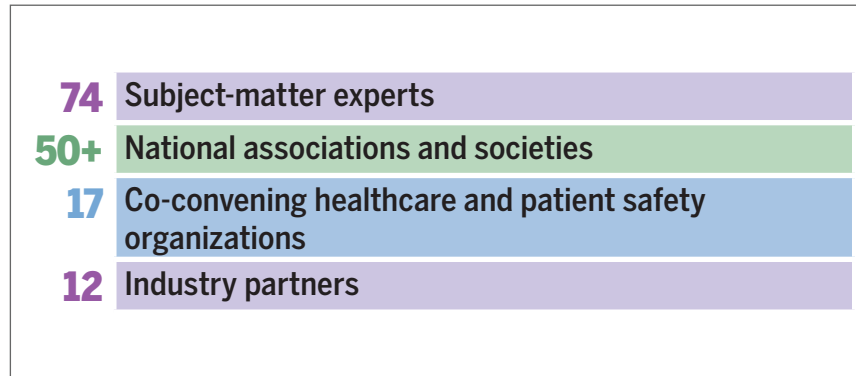 74 Subject-matter experts
50+ National associations and societies
17 Co-convening healthcare and patient safety
organizations
12 Industry partners